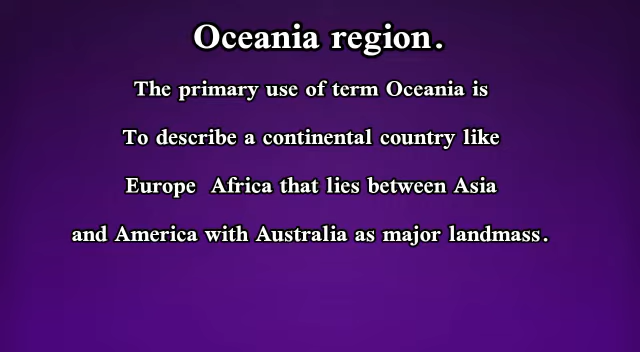 Oceania region.
The primary use of term Oceania is
To describe a continental country like
Europe Africa that lies between Asia
and America with Australia as major landmass.